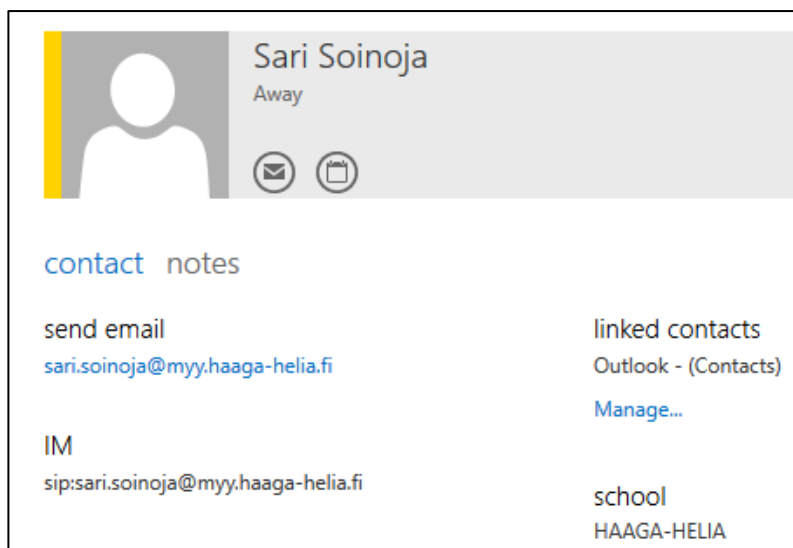 Sari Soinoja
Away
contact notes
send email
sari.soinoja@myy.haaga-helia.fi
IM
sip:sari.soinoja@myy.haaga-helia.fi
linked contacts
Outlook - (Contacts)
Manage...
school
HAAGA-HELIA